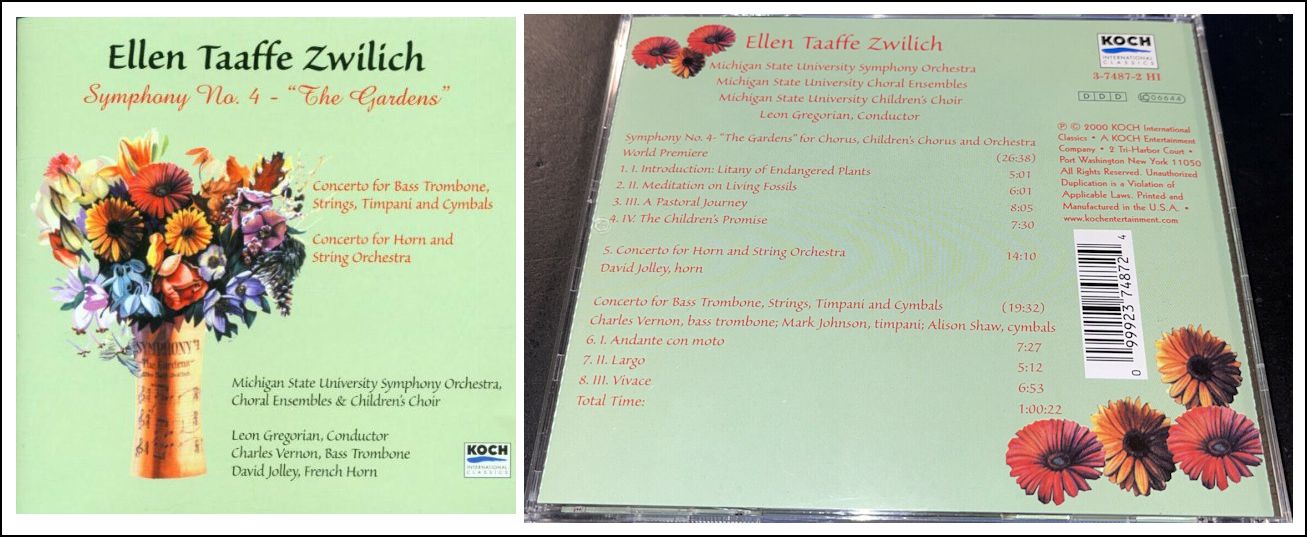 Ellen Taaffe Zwilich
Symphony No. 4 - "The Gardens"
Concerto for Bass Trombone,
Strings, Timpani and Cymbals
Concerto for Horn and
String Orchestra
SYMPHONY
The Gardens
Michigan State University Symphony Orchestra,
Choral Ensembles & Children's Choir
Leon Gregorian, Conductor
Charles Vernon, Bass Trombone
David Jolley, French Horn
KOCH
INTERNATIONAL
CLASSICS
Ellen Taaffe Zwilich
Michigan State University Symphony Orchestra
Michigan State University Choral Ensembles
Michigan State University Children's Choir
Leon Gregorian, Conductor
Symphony No. 4- "The Gardens" for Chorus, Children's Chorus and Orchestra
World Premiere (26:38)
1. I. Introduction: Litany of Endangered Plants 5:01
2. II. Meditation on Living Fossils 6:01
3. III. A Pastoral Journey 8:05
4. IV. The Children's Promise 7:30
5. Concerto for Horn and String Orchestra 14:10
David Jolley, horn
Concerto for Bass Trombone, Strings, Timpani and Cymbals (19:32)
Charles Vernon, bass trombone; Mark Johnson, timpani; Alison Shaw, cymbals
6. I. Andante con moto 7:27
7. II. Largo 5:12
8. III. Vivace 6:53
Total Time: 1:00:22
KOCH
INTERNATIONAL
CLASSICS
3-7487-2 HI
D D D
LC 06644
℗ © 2000 KOCH International
Classics • A KOCH Entertainment
Company • 2 Tri-Harbor Court •
Port Washington New York 11050
All Rights Reserved. Unauthorized
Duplication is a Violation of
Applicable Laws. Printed and
Manufactured in the U.S.A. •
www.kochentertainment.com
0 99923 74872 4